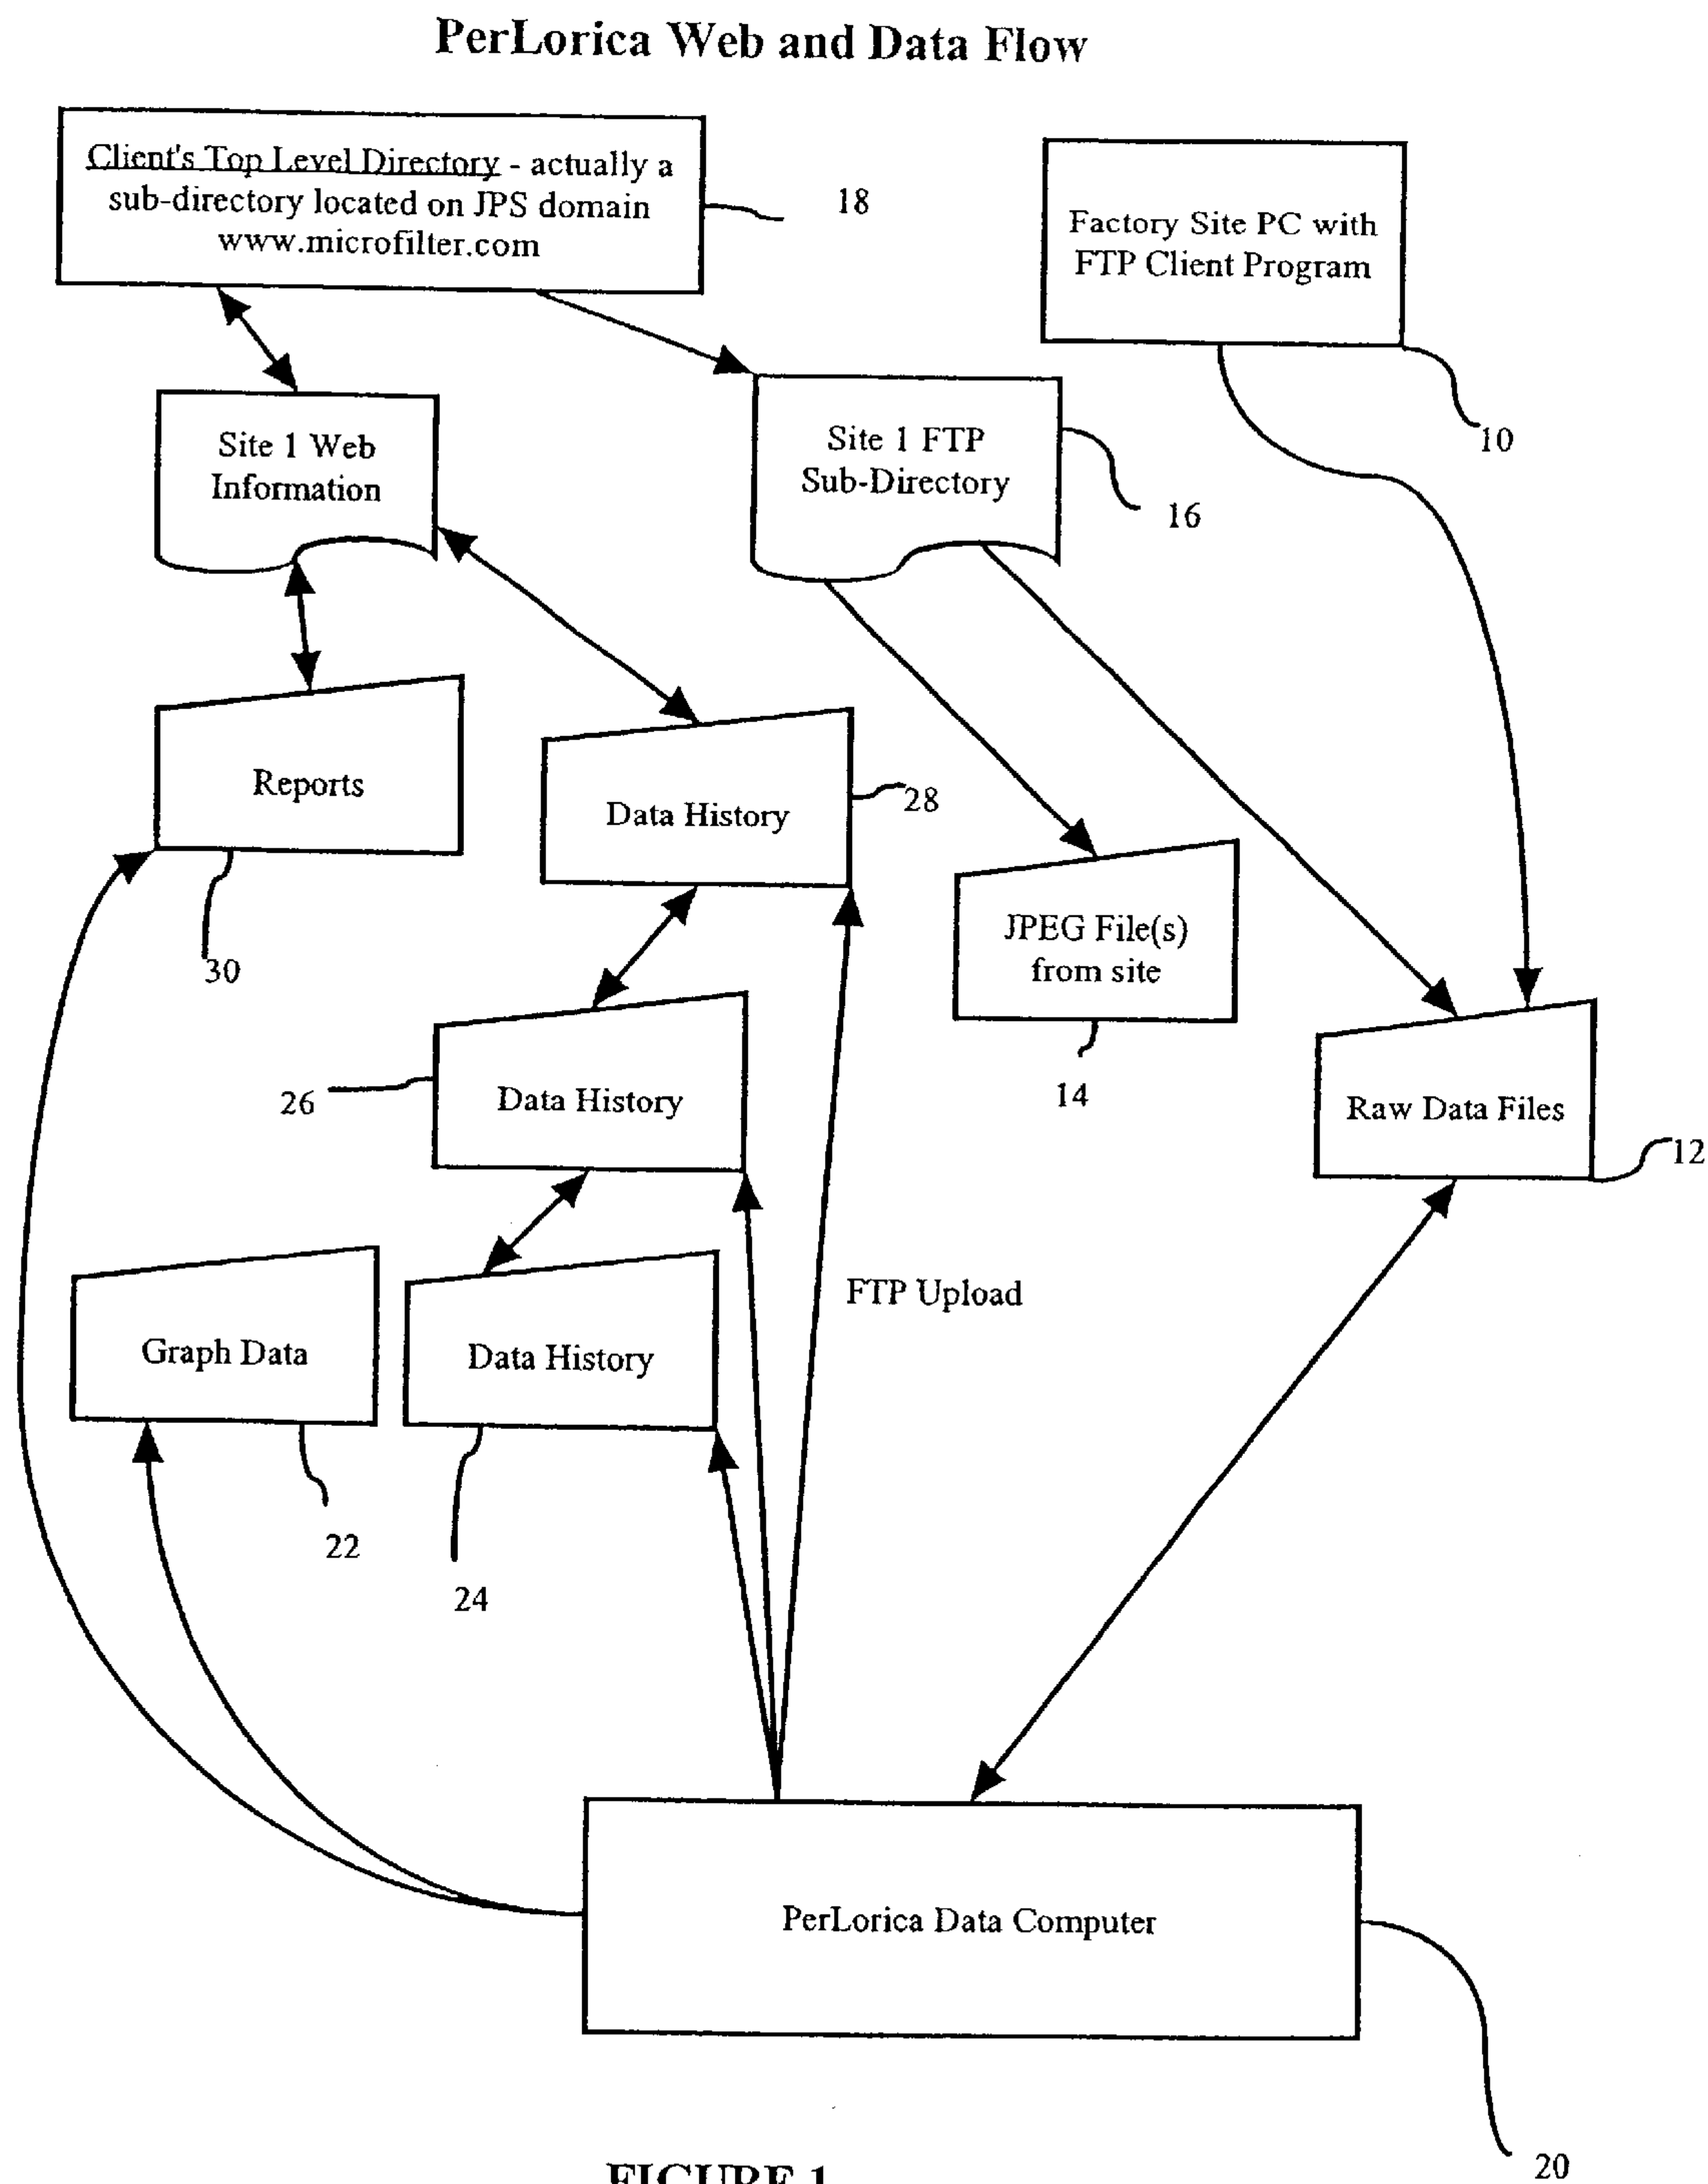 PerLorica Web and Data Flow
Client's Top Level Directory - actually a
sub-directory located on JPS domain
www.microfilter.com
18
Factory Site PC with
FTP Client Program
10
Site 1 Web
Information
Site 1 FTP
Sub-Directory
16
Reports
30
Data History
28
JPEG File(s)
from site
14
Raw Data Files
12
26
Data History
Graph Data
22
Data History
24
FTP Upload
PerLorica Data Computer
20
FIGURE 1